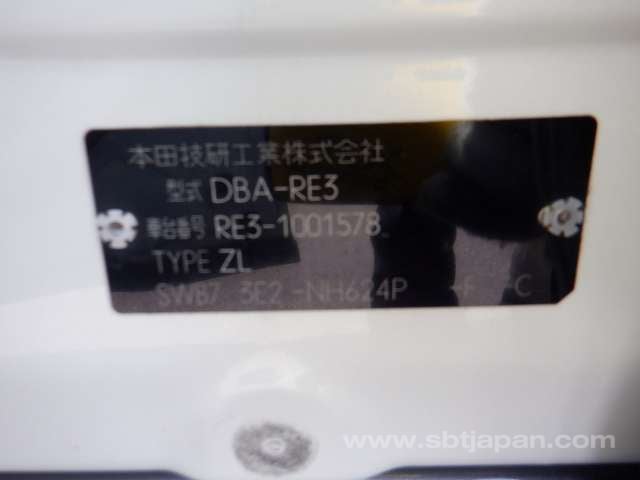 本田技研工業株式会社
型式 DBA-RE3
車台番号 RE3-1001578
TYPE ZL
SWB7 3E2 -NH624P -F -C
www.sbtjapan.com